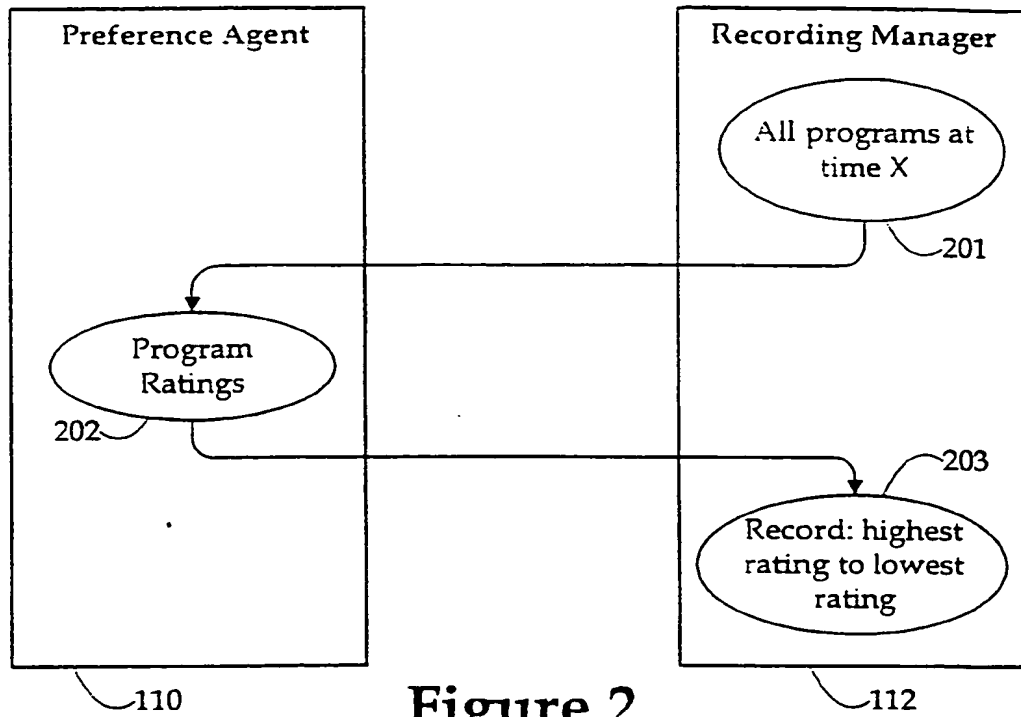 Preference Agent
Recording Manager
All programs at
time X
201
Program
Ratings
202
203
Record: highest
rating to lowest
rating
110
Figure 2
112